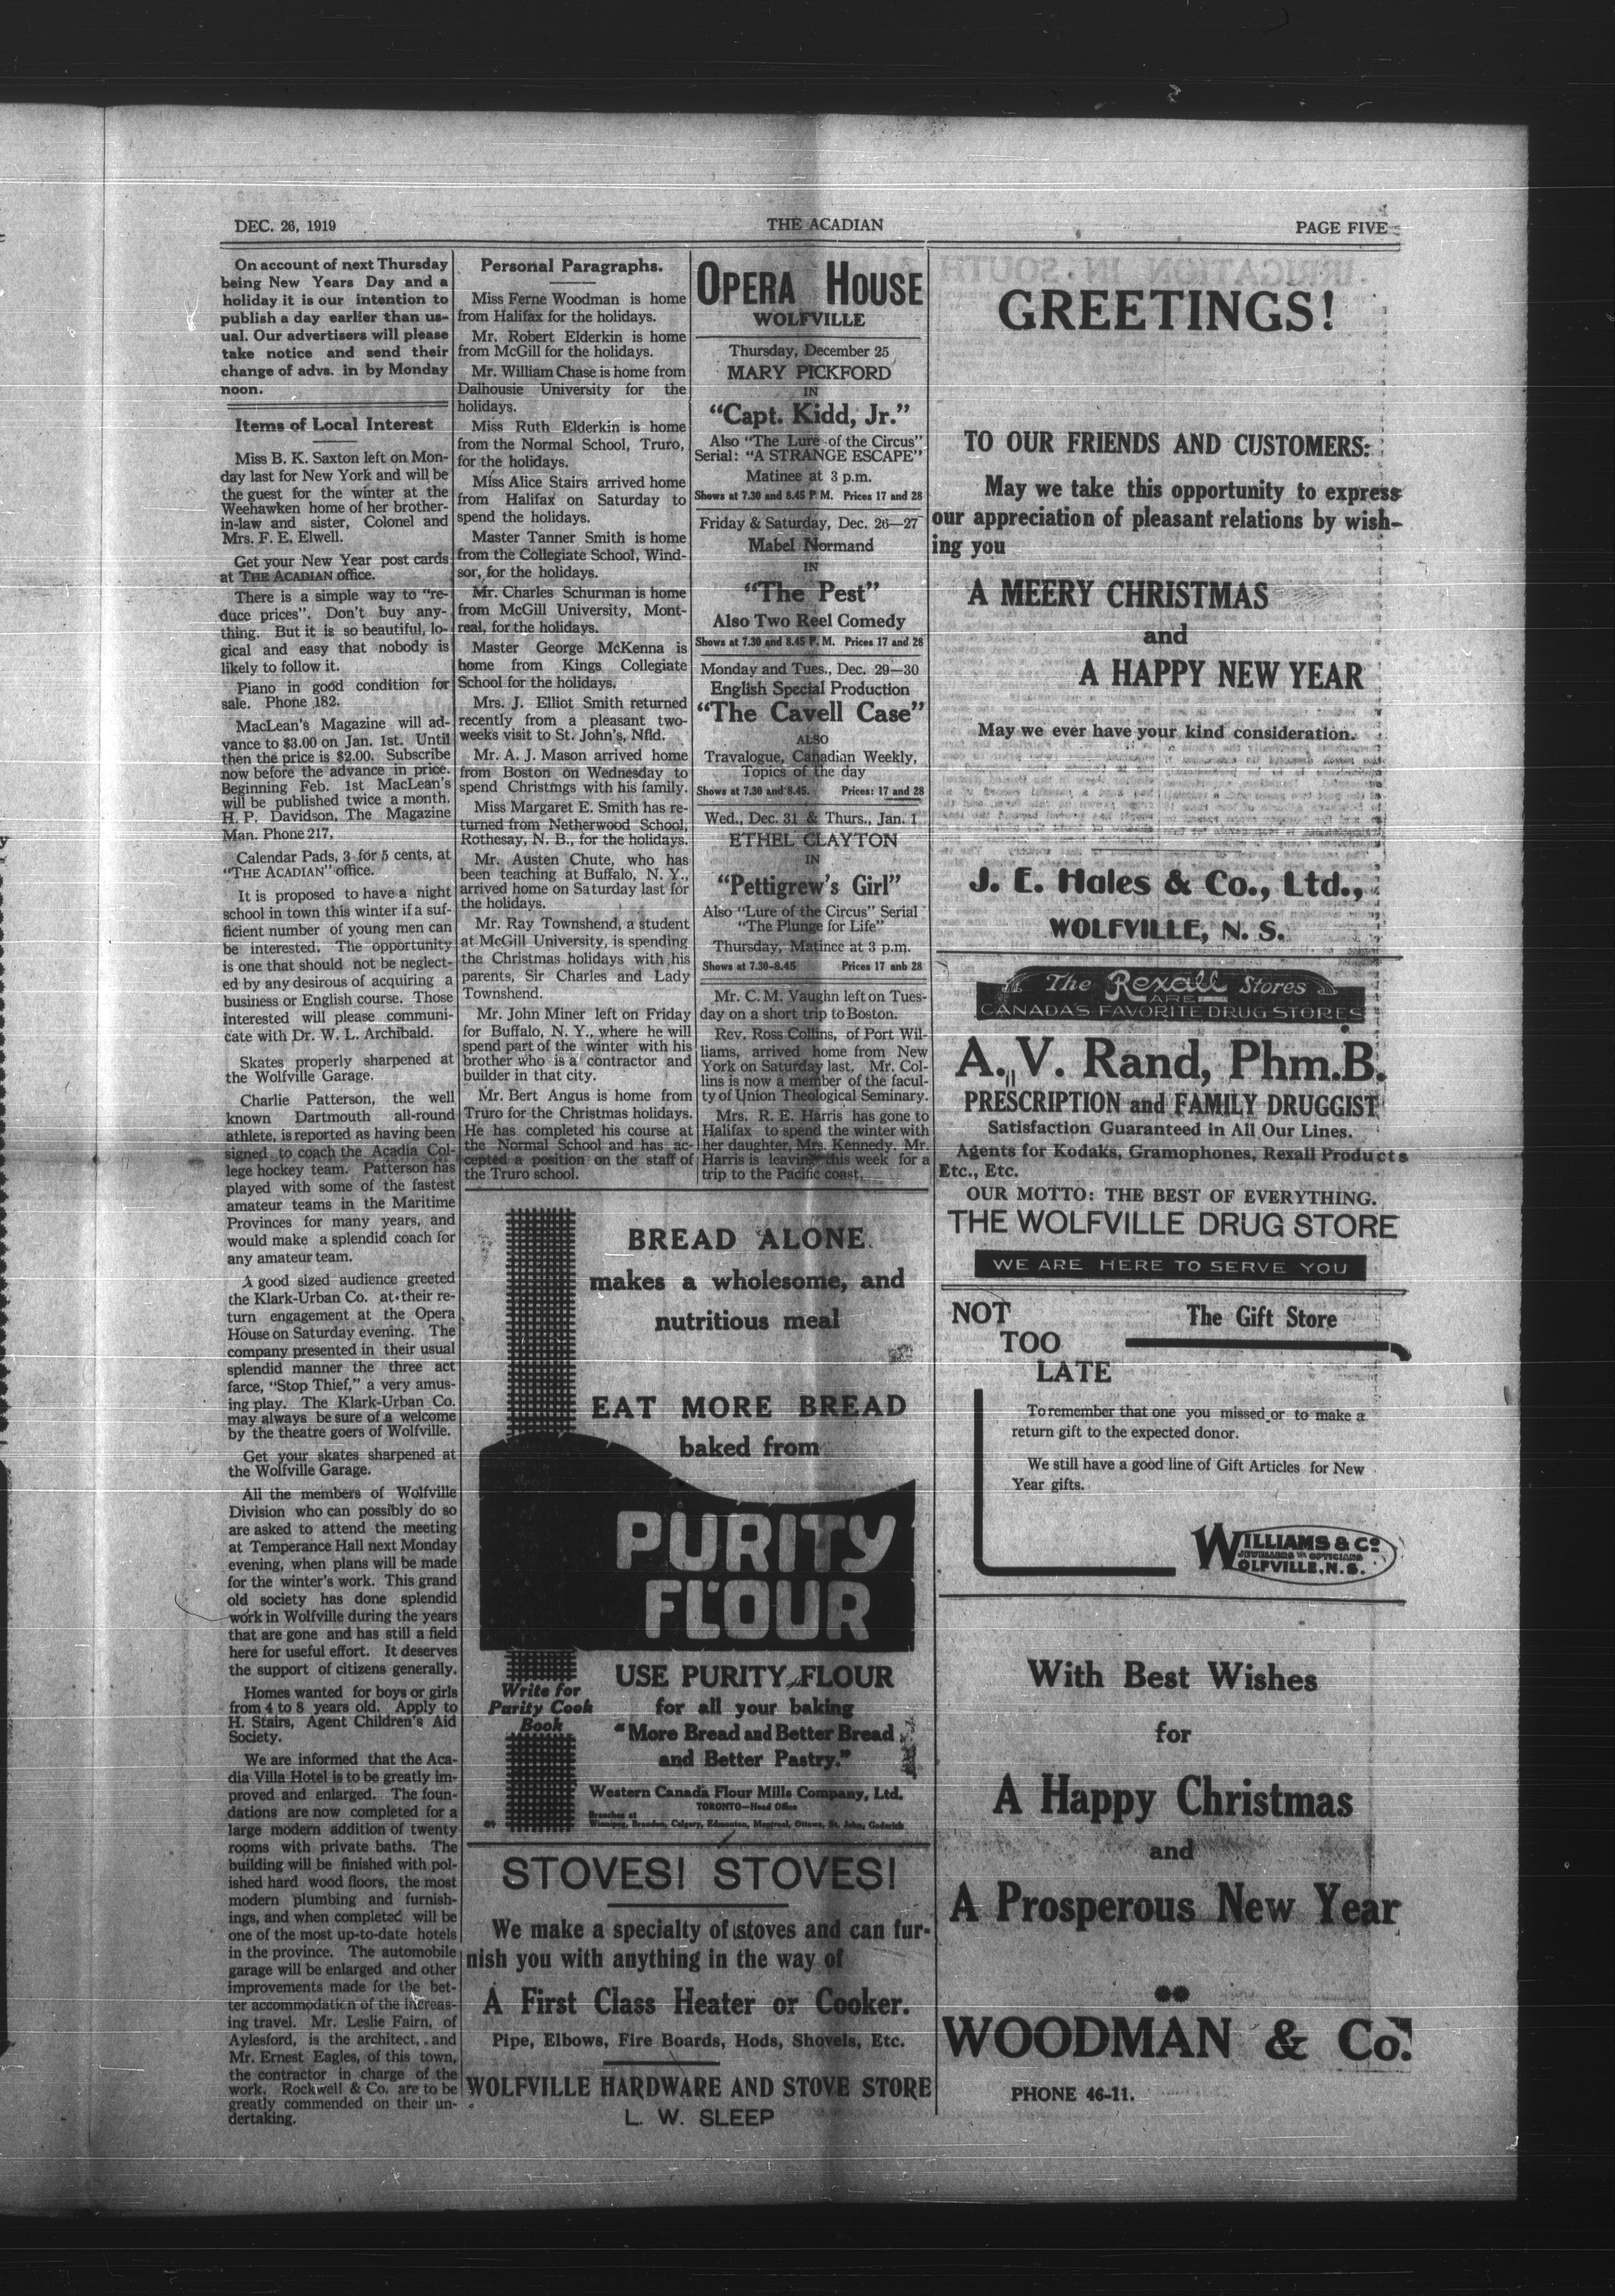 DEC. 26, 1919
THE ACADIAN
PAGE FIVE
On account of next Thursday
being New Years Day and a
holiday it is our intention to
publish a day earlier than us-
ual. Our advertisers will please
take notice and send their
change of advs. in by Monday
noon.
Items of Local Interest
Miss B. K. Saxton left on Mon-
day last for New York and will be
the guest for the winter at the
Weehawken home of her brother-
in-law and sister, Colonel and
Mrs. F. E. Elwell.
Get your New Year post cards
at THE ACADIAN office.
There is a simple way to "re-
duce prices". Don't buy any-
thing. But it is so beautiful, lo-
gical and easy that nobody is
likely to follow it.
Piano in good condition for
sale. Phone 182.
MacLean's Magazine will ad-
vance to $3.00 on Jan. 1st. Until
then the price is $2.00. Subscribe
now before the advance in price.
Beginning Feb. 1st MacLean's
will be published twice a month.
H. P. Davidson, The Magazine
Man. Phone 217.
Calendar Pads, 3 for 5 cents, at
"THE ACADIAN" office.
It is proposed to have a night
school in town this winter if a suf-
ficient number of young men can
be interested. The opportunity
is one that should not be neglect-
ed by any desirous of acquiring a
business or English course. Those
interested will please communi-
cate with Dr. W. L. Archibald.
Skates properly sharpened at
the Wolfville Garage.
Charlie Patterson, the well
known Dartmouth all-round
athlete, is reported as having been
signed to coach the Acadia Col-
lege hockey team. Patterson has
played with some of the fastest
amateur teams in the Maritime
Provinces for many years, and
would make a splendid coach for
any amateur team.
A good sized audience greeted
the Klark-Urban Co. at their re-
turn engagement at the Opera
House on Saturday evening. The
company presented in their usual
splendid manner the three act
farce, "Stop Thief," a very amus-
ing play. The Klark-Urban Co.
may always be sure of a welcome
by the theatre goers of Wolfville.
Get your skates sharpened at
the Wolfville Garage.
All the members of Wolfville
Division who can possibly do so
are asked to attend the meeting
at Temperance Hall next Monday
evening, when plans will be made
for the winter's work. This grand
old society has done splendid
work in Wolfville during the years
that are gone and has still a field
here for useful effort. It deserves
the support of citizens generally.
Homes wanted for boys or girls
from 4 to 8 years old. Apply to
H. Stairs, Agent Children's Aid
Society.
We are informed that the Aca-
dia Villa Hotel is to be greatly im-
proved and enlarged. The foun-
dations are now completed for a
large modern addition of twenty
rooms with private baths. The
building will be finished with pol-
ished hard wood floors, the most
modern plumbing and furnish-
ings, and when completed will be
one of the most up-to-date hotels
in the province. The automobile
garage will be enlarged and other
improvements made for the bet-
ter accommodation of the increas-
ing travel. Mr. Leslie Fairn, of
Aylesford, is the architect, and
Mr. Ernest Eagles, of this town,
the contractor in charge of the
work. Rockwell & Co. are to be
greatly commended on their un-
dertaking.
Personal Paragraphs.
Miss Ferne Woodman is home
from Halifax for the holidays.
Mr. Robert Elderkin is home
from McGill for the holidays.
Mr. William Chase is home from
Dalhousie University for the
holidays.
Miss Ruth Elderkin is home
from the Normal School, Truro,
for the holidays.
Miss Alice Stairs arrived home
from Halifax on Saturday to
spend the holidays.
Master Tanner Smith is home
from the Collegiate School, Wind-
sor, for the holidays.
Mr. Charles Schurman is home
from McGill University, Mont-
real, for the holidays.
Master George McKenna is
home from Kings Collegiate
School for the holidays.
Mrs. J. Elliot Smith returned
recently from a pleasant two-
weeks visit to St. John's, Nfld.
Mr. A. J. Mason arrived home
from Boston on Wednesday to
spend Christmgs with his family.
Miss Margaret E. Smith has re-
turned from Netherwood School,
Rothesay, N. B., for the holidays.
Mr. Austen Chute, who has
been teaching at Buffalo, N. Y.,
arrived home on Saturday last for
the holidays.
Mr. Ray Townshend, a student
at McGill University, is spending
the Christmas holidays with his
parents, Sir Charles and Lady
Townshend.
Mr. John Miner left on Friday
for Buffalo, N. Y., where he will
spend part of the winter with his
brother who is a contractor and
builder in that city.
Mr. Bert Angus is home from
Truro for the Christmas holidays.
He has completed his course at
the Normal School and has ac-
cepted a position on the staff of
the Truro school.
OPERA HOUSE
WOLFVILLE
Thursday, December 25
MARY PICKFORD
IN
"Capt. Kidd, Jr."
Also "The Lure of the Circus"
Serial: "A STRANGE ESCAPE"
Matinee at 3 p.m.
Shows at 7.30 and 8.45 P. M. Prices 17 and 28
Friday & Saturday, Dec. 26—27
Mabel Normand
IN
"The Pest"
Also Two Reel Comedy
Shows at 7.30 and 8.45 P. M. Prices 17 and 28
Monday and Tues., Dec. 29—30
English Special Production
"The Cavell Case"
ALSO
Travalogue, Canadian Weekly,
Topics of the day
Shows at 7.30 and 8.45. Prices: 17 and 28
Wed., Dec. 31 & Thurs., Jan. 1
ETHEL CLAYTON
IN
"Pettigrew's Girl"
Also "Lure of the Circus" Serial
"The Plunge for Life"
Thursday, Matinee at 3 p.m.
Shows at 7.30-8.45 Prices 17 anb 28
Mr. C. M. Vaughn left on Tues-
day on a short trip to Boston.
Rev. Ross Collins, of Port Wil-
liams, arrived home from New
York on Saturday last. Mr. Col-
lins is now a member of the facul-
ty of Union Theological Seminary.
Mrs. R. E. Harris has gone to
Halifax to spend the winter with
her daughter, Mrs. Kennedy. Mr.
Harris is leaving this week for a
trip to the Pacific coast.
BREAD ALONE
makes a wholesome, and
nutritious meal
EAT MORE BREAD
baked from
PURITY
FLOUR
Write for
Purity Cook
Book
USE PURITY FLOUR
for all your baking
"More Bread and Better Bread
and Better Pastry."
Western Canada Flour Mills Company, Ltd.
TORONTO—Head Office
Branches at
Winnipeg, Brandon, Calgary, Edmonton, Montreal, Ottawa, St. John, Goderich
STOVES! STOVES!
We make a specialty of stoves and can fur-
nish you with anything in the way of
A First Class Heater or Cooker.
Pipe, Elbows, Fire Boards, Hods, Shovels, Etc.
WOLFVILLE HARDWARE AND STOVE STORE
L. W. SLEEP
GREETINGS!
TO OUR FRIENDS AND CUSTOMERS:
May we take this opportunity to express
our appreciation of pleasant relations by wish-
ing you
A MEERY CHRISTMAS
and
A HAPPY NEW YEAR
May we ever have your kind consideration.
J. E. Hales & Co., Ltd.,
WOLFVILLE, N. S.
The Rexall Stores
ARE
CANADA'S FAVORITE DRUG STORES
A. V. Rand, Phm.B.
PRESCRIPTION and FAMILY DRUGGIST
Satisfaction Guaranteed in All Our Lines.
Agents for Kodaks, Gramophones, Rexall Products
Etc., Etc.
OUR MOTTO: THE BEST OF EVERYTHING.
THE WOLFVILLE DRUG STORE
WE ARE HERE TO SERVE YOU
NOT
TOO
LATE
The Gift Store
To remember that one you missed or to make a
return gift to the expected donor.
We still have a good line of Gift Articles for New
Year gifts.
WILLIAMS & Co
JEWELLERS AND OPTICIANS
WOLFVILLE, N. S.
With Best Wishes
for
A Happy Christmas
and
A Prosperous New Year
WOODMAN & Co.
PHONE 46-11.